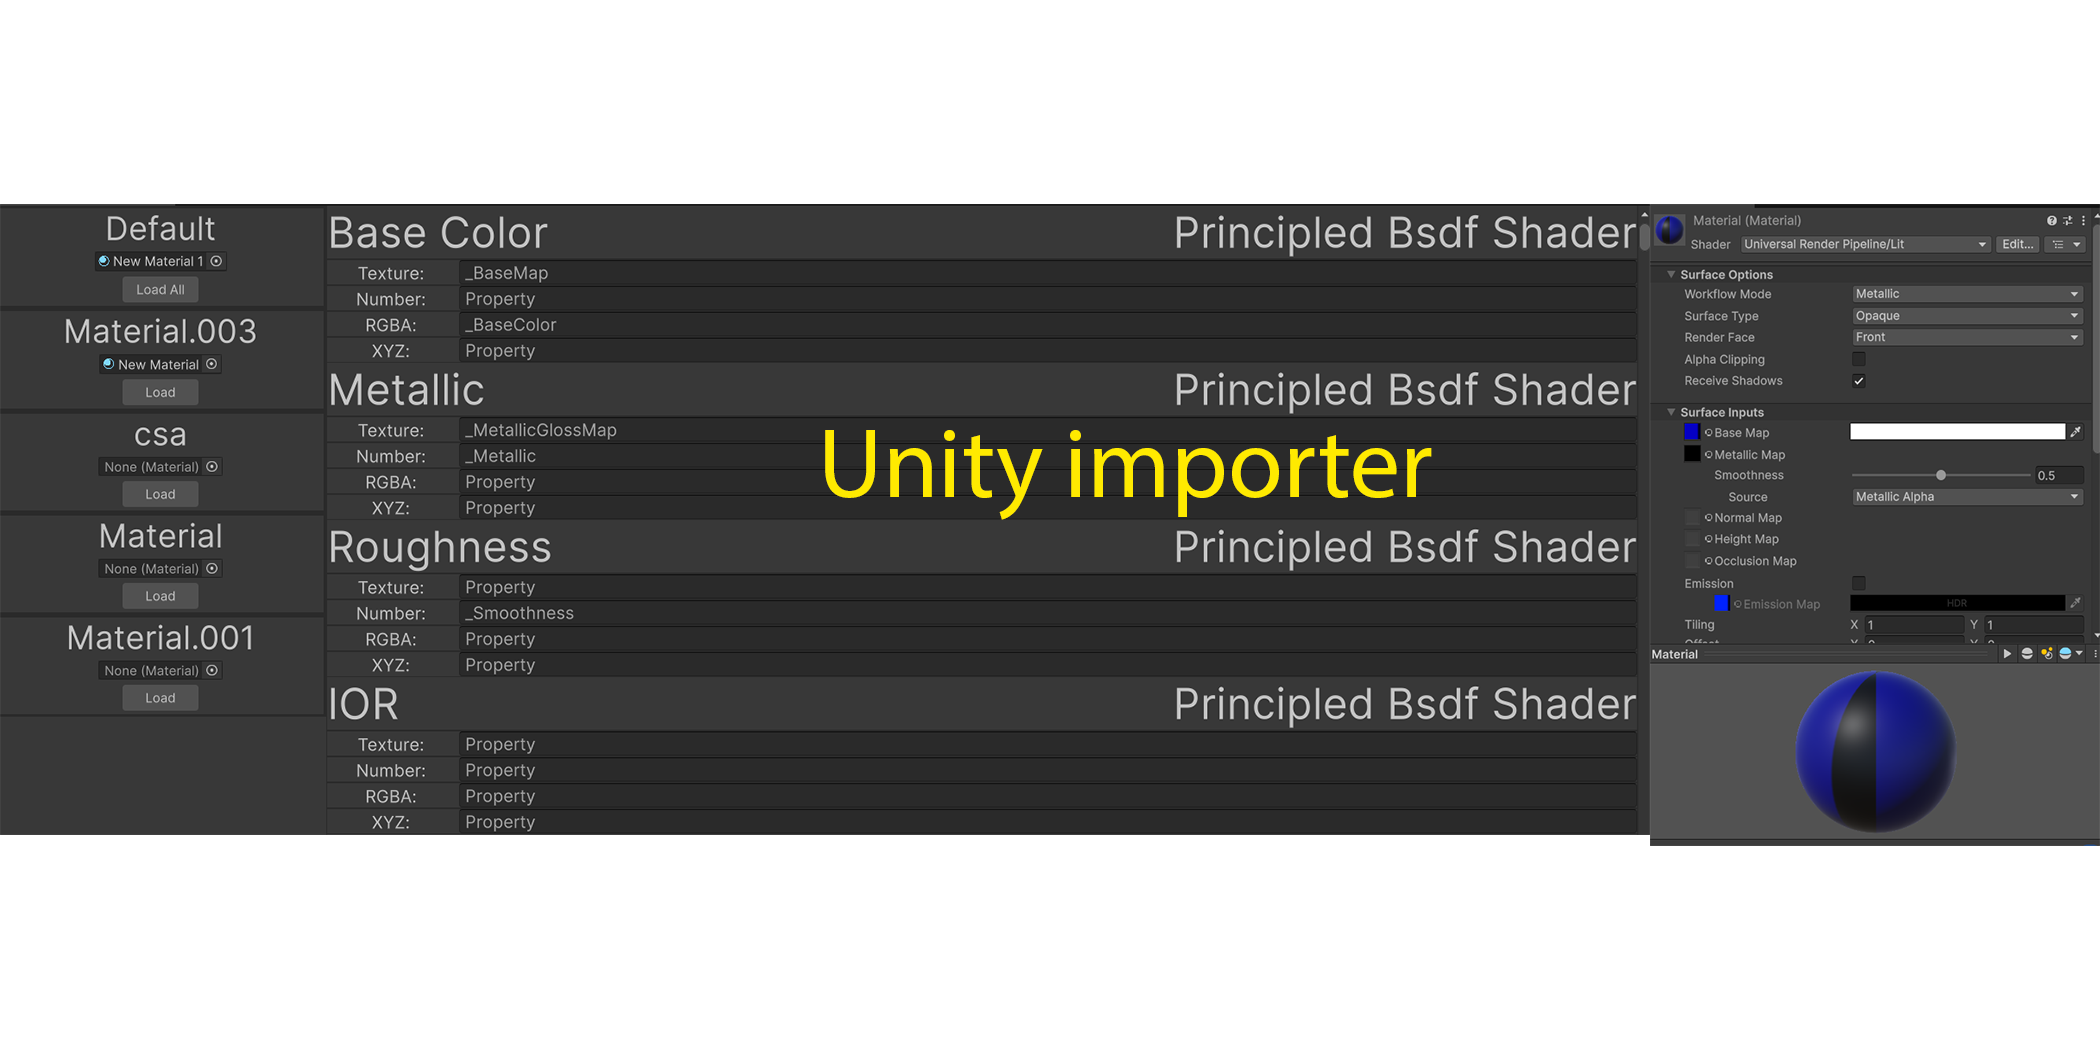 Default
New Material 1
Load All
Material.003
New Material
Load
csa
None (Material)
Load
Material
None (Material)
Load
Material.001
None (Material)
Load
Base Color Principled Bsdf Shader
Texture: _BaseMap
Number: Property
RGBA: _BaseColor
XYZ: Property
Metallic Principled Bsdf Shader
Texture: _MetallicGlossMap
Number: _Metallic
RGBA: Property
XYZ: Property
Unity importer
Roughness Principled Bsdf Shader
Texture: Property
Number: _Smoothness
RGBA: Property
XYZ: Property
IOR Principled Bsdf Shader
Texture: Property
Number: Property
RGBA: Property
XYZ: Property
Material (Material)
Shader Universal Render Pipeline/Lit Edit...
Surface Options
Workflow Mode Metallic
Surface Type Opaque
Render Face Front
Alpha Clipping
Receive Shadows
Surface Inputs
Base Map
Metallic Map
Smoothness 0.5
Source Metallic Alpha
Normal Map
Height Map
Occlusion Map
Emission
Emission Map HDR
Tiling X 1 Y 1
Material